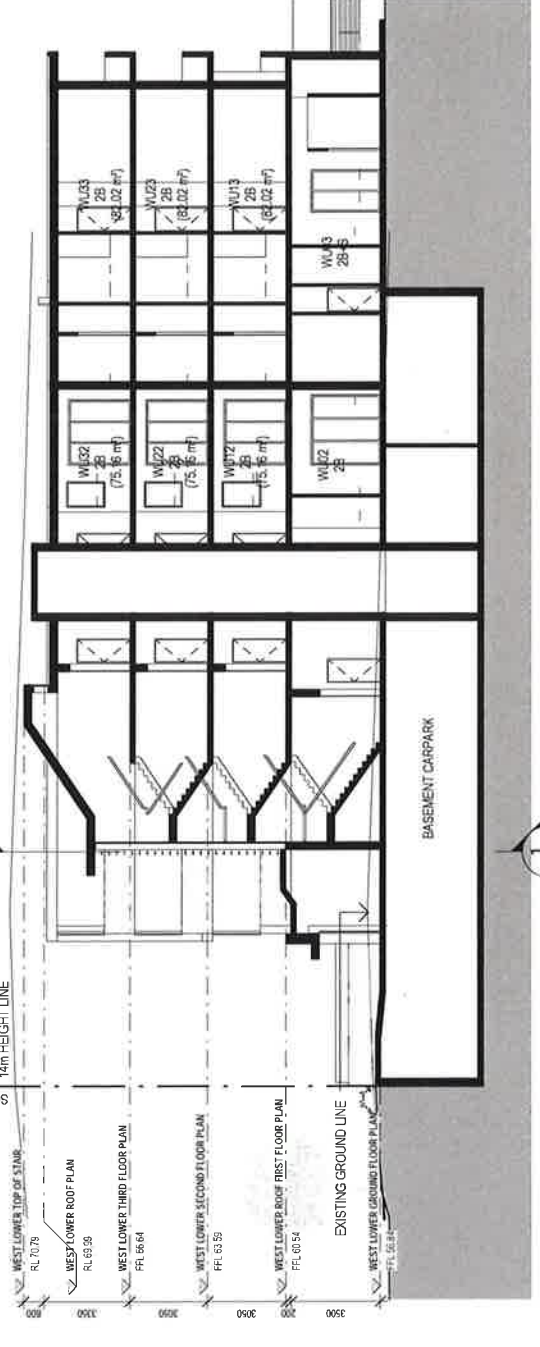 14m HEIGHT LINE
S
WEST LOWER TOP OF STAIR
RL 70.79
WEST LOWER ROOF PLAN
RL 69.99
WEST LOWER THIRD FLOOR PLAN
FFL 66.64
WEST LOWER SECOND FLOOR PLAN
FFL 63.59
WEST LOWER ROOF FIRST FLOOR PLAN
FFL 60.54
EXISTING GROUND LINE
WEST LOWER GROUND FLOOR PLAN
FFL 56.84
800
3350
3050
3050
200
3500
WU33
2B
(82.02 m²)
WU23
2B
(82.02 m²)
WU13
2B
(82.02 m²)
WU03
WU32
2B
(75.16 m²)
WU22
2B
(75.16 m²)
WU12
2B
(75.16 m²)
WU02
2B
BASEMENT CARPARK
1